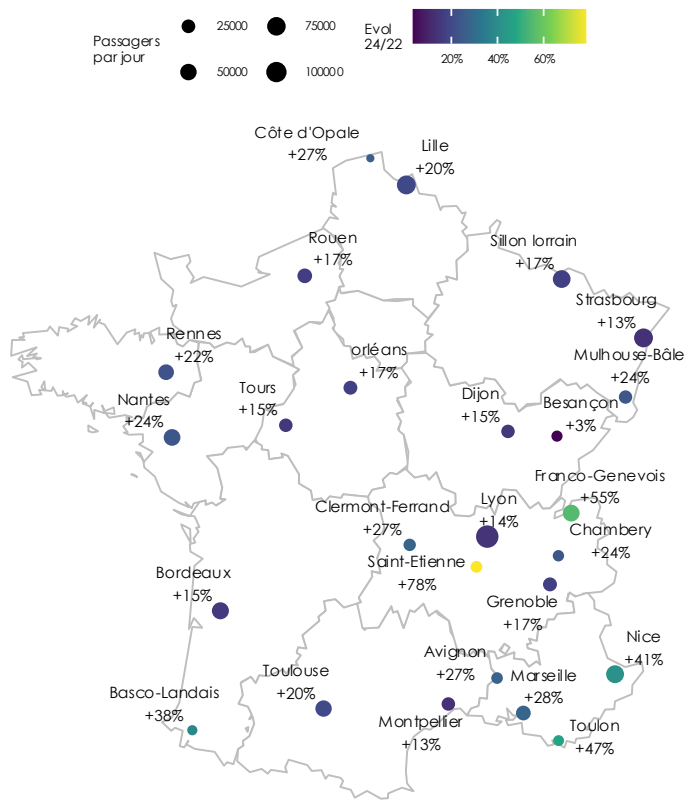 Passagers
par jour
25000
75000
50000
100000
Evol
24/22
20%
40%
60%
Côte d'Opale
+27%
Lille
+20%
Rouen
+17%
Sillon lorrain
+17%
Strasbourg
+13%
Mulhouse-Bâle
+24%
Rennes
+22%
orléans
+17%
Nantes
+24%
Tours
+15%
Dijon
+15%
Besançon
+3%
Franco-Genevois
+55%
Clermont-Ferrand
+27%
Lyon
+14%
Chambery
+24%
Saint-Etienne
+78%
Bordeaux
+15%
Grenoble
+17%
Nice
+41%
Avignon
+27%
Toulouse
+20%
Marseille
+28%
Basco-Landais
+38%
Montpellier
+13%
Toulon
+47%